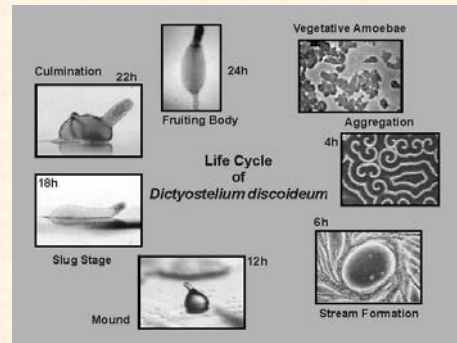 Vegetative Amoebae
Culmination
22h
24h
Fruiting Body
Aggregation
4h
Life Cycle
of
Dictyostelium discoideum
18h
6h
Slug Stage
12h
Mound
Stream Formation